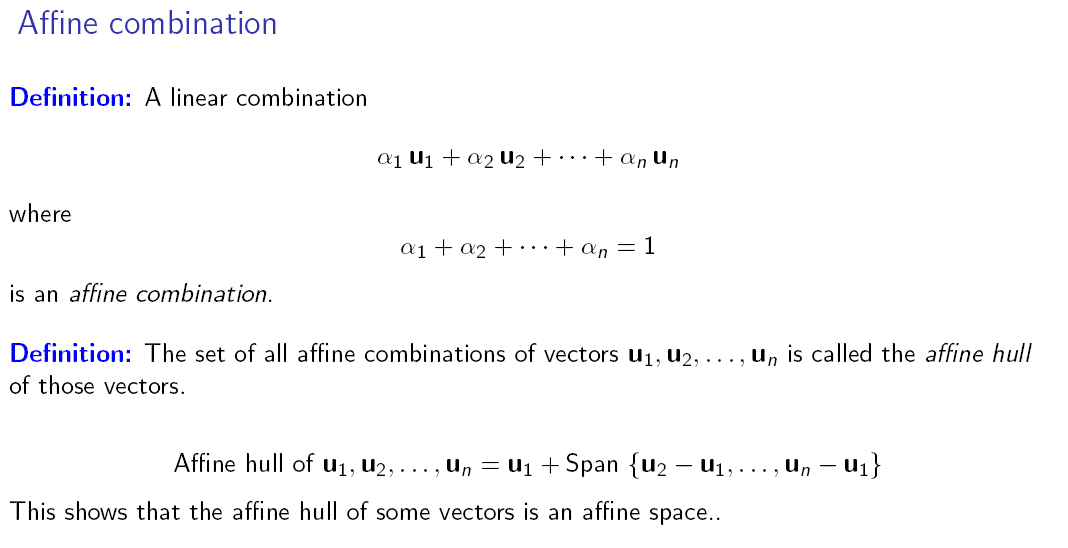 Affine combination
Definition: A linear combination
α₁ u₁ + α₂ u₂ + · · · + αₙ uₙ
where
α₁ + α₂ + · · · + αₙ = 1
is an affine combination.
Definition: The set of all affine combinations of vectors u₁, u₂, . . . , uₙ is called the affine hull
of those vectors.
Affine hull of u₁, u₂, . . . , uₙ = u₁ + Span {u₂ − u₁, . . . , uₙ − u₁}
This shows that the affine hull of some vectors is an affine space..